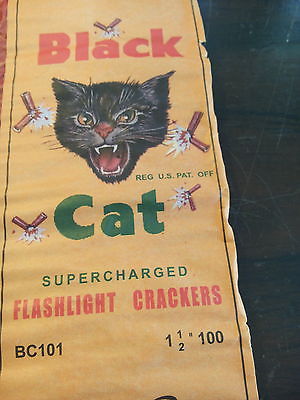 Black
REG U.S. PAT. OFF
Cat
SUPERCHARGED
FLASHLIGHT CRACKERS
BC101 1 1/2" 100